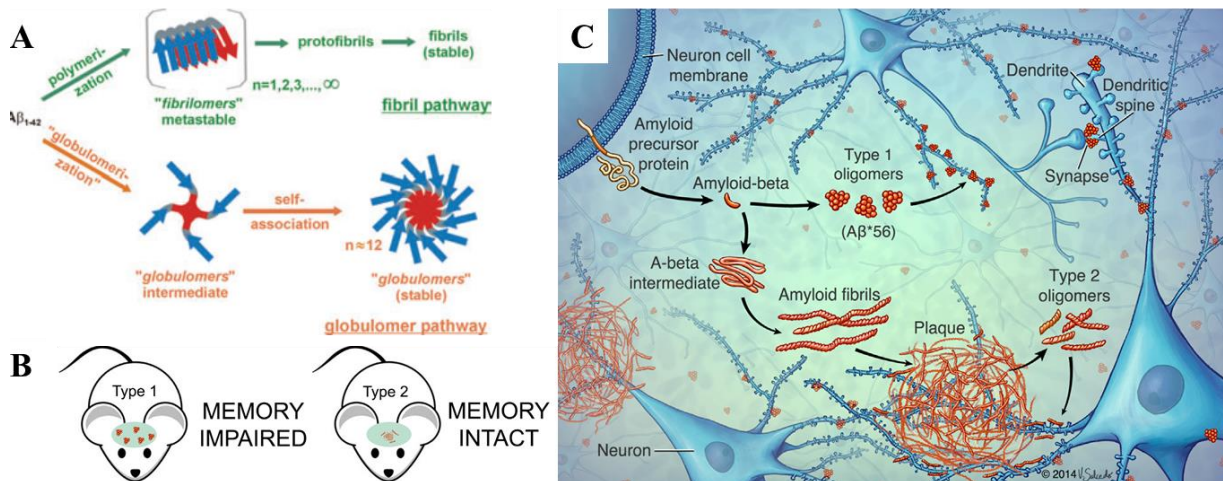 A
polymeri-
zation
Aβ1-42
"globulomeri-
zation"
"fibrilomers"
metastable
n=1,2,3,...,∞
protofibrils
fibrils
(stable)
fibril pathway
"globulomers"
intermediate
self-
association
n≈12
"globulomers"
(stable)
globulomer pathway
B
Type 1
MEMORY
IMPAIRED
Type 2
MEMORY
INTACT
C
Neuron cell
membrane
Amyloid
precursor
protein
Amyloid-beta
Type 1
oligomers
(Aβ*56)
Dendrite
Dendritic
spine
Synapse
A-beta
intermediate
Amyloid fibrils
Plaque
Type 2
oligomers
Neuron
© 2014